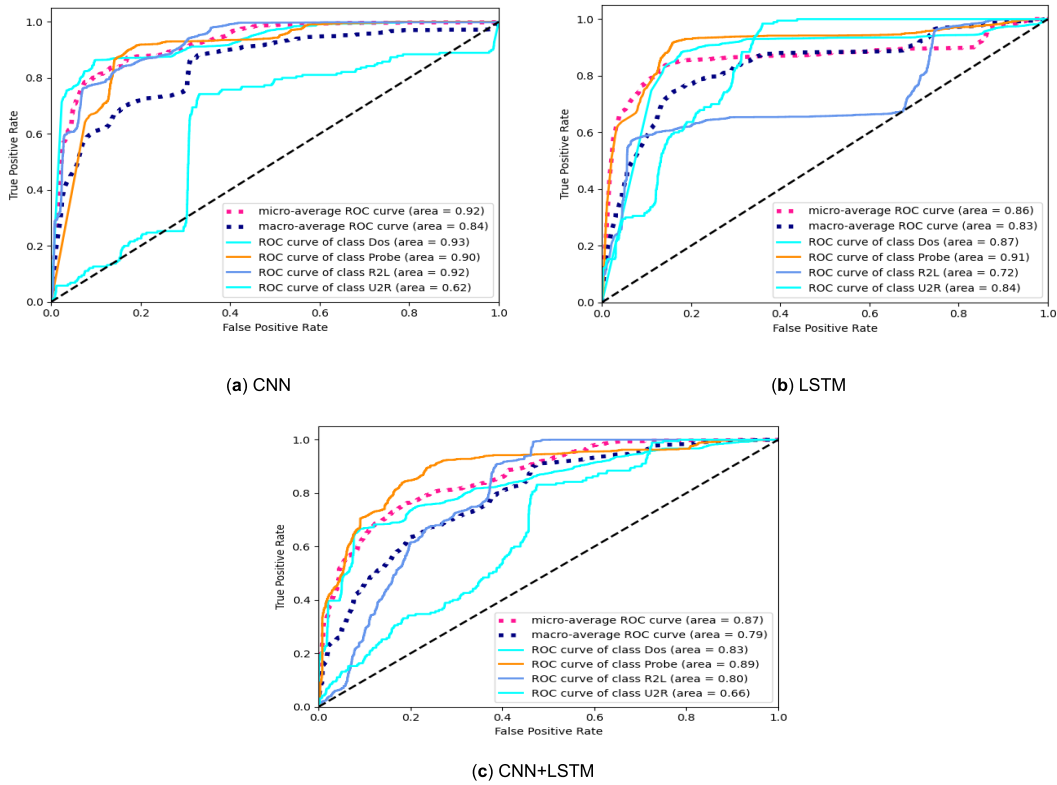 1.0
0.8
0.6
0.4
0.2
0.0
True Positive Rate
micro-average ROC curve (area = 0.92)
macro-average ROC curve (area = 0.84)
ROC curve of class Dos (area = 0.93)
ROC curve of class Probe (area = 0.90)
ROC curve of class R2L (area = 0.92)
ROC curve of class U2R (area = 0.62)
0.0 0.2 0.4 0.6 0.8 1.0
False Positive Rate
(a) CNN
1.0
0.8
0.6
0.4
0.2
0.0
True Positive Rate
micro-average ROC curve (area = 0.86)
macro-average ROC curve (area = 0.83)
ROC curve of class Dos (area = 0.87)
ROC curve of class Probe (area = 0.91)
ROC curve of class R2L (area = 0.72)
ROC curve of class U2R (area = 0.84)
0.0 0.2 0.4 0.6 0.8 1.0
False Positive Rate
(b) LSTM
1.0
0.8
0.6
0.4
0.2
0.0
True Positive Rate
micro-average ROC curve (area = 0.87)
macro-average ROC curve (area = 0.79)
ROC curve of class Dos (area = 0.83)
ROC curve of class Probe (area = 0.89)
ROC curve of class R2L (area = 0.80)
ROC curve of class U2R (area = 0.66)
0.0 0.2 0.4 0.6 0.8 1.0
False Positive Rate
(c) CNN+LSTM